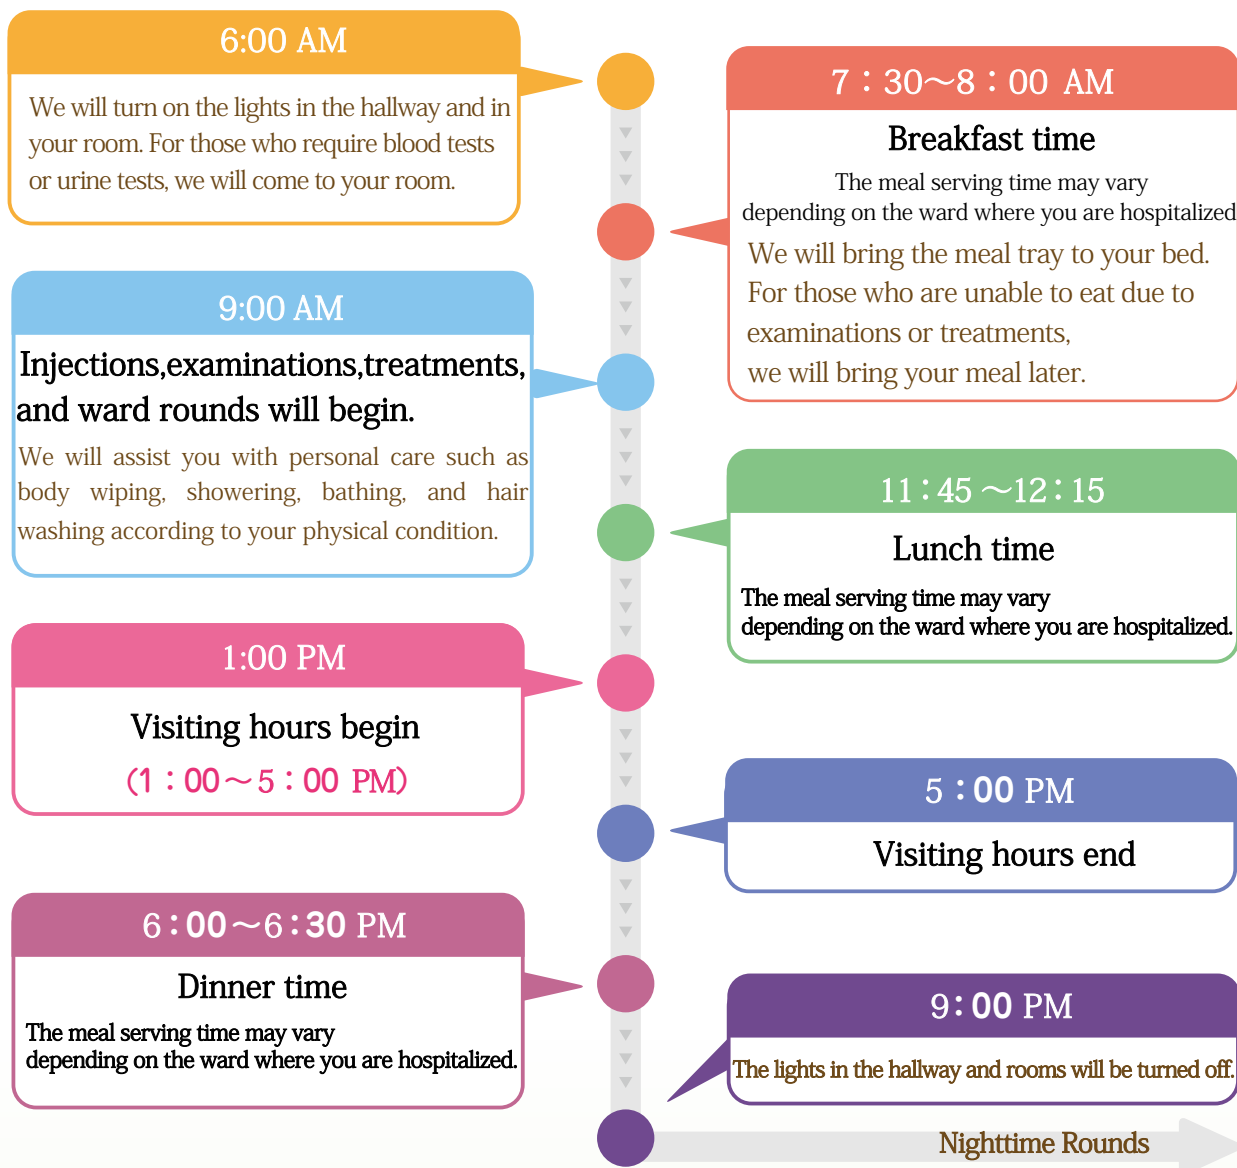 6:00 AM
We will turn on the lights in the hallway and in
your room. For those who require blood tests
or urine tests, we will come to your room.
7：30～8：00 AM
Breakfast time
The meal serving time may vary
depending on the ward where you are hospitalized
We will bring the meal tray to your bed.
For those who are unable to eat due to
examinations or treatments,
we will bring your meal later.
9:00 AM
Injections,examinations,treatments,
and ward rounds will begin.
We will assist you with personal care such as
body wiping, showering, bathing, and hair
washing according to your physical condition.
11：45～12：15
Lunch time
The meal serving time may vary
depending on the ward where you are hospitalized.
1:00 PM
Visiting hours begin
(1：00～5：00 PM)
5：00 PM
Visiting hours end
6：00～6：30 PM
Dinner time
The meal serving time may vary
depending on the ward where you are hospitalized.
9：00 PM
The lights in the hallway and rooms will be turned off.
Nighttime Rounds